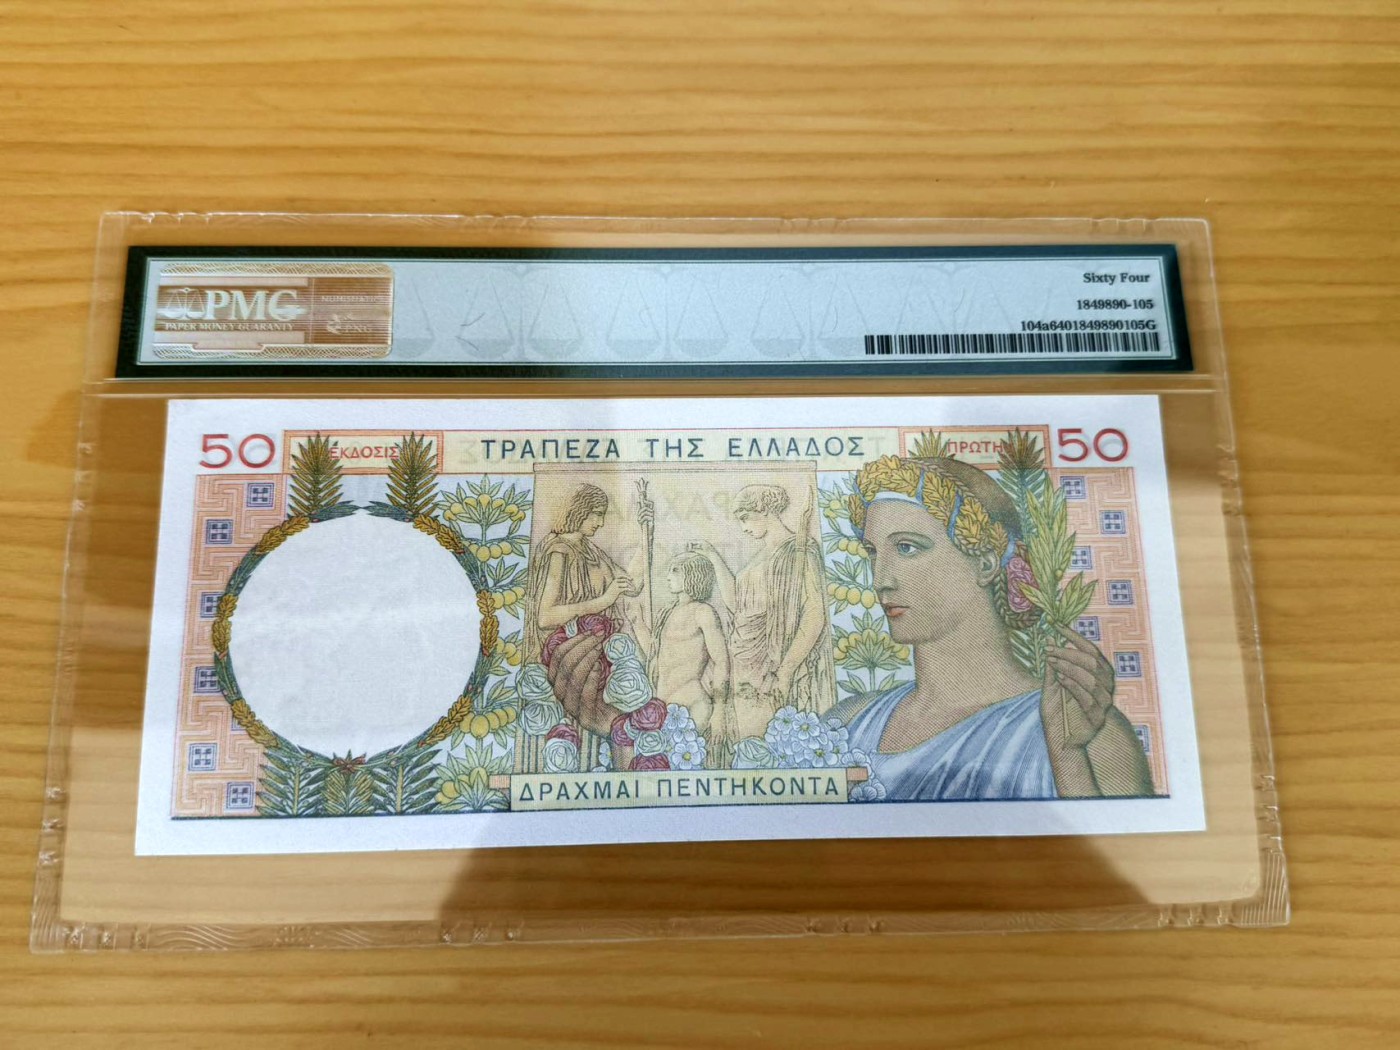 PMG
PAPER MONEY GUARANTY
Sixty Four
1849890-105
104a6401849890105G
50
ΕΚΔΟΣΙΣ
ΤΡΑΠΕΖΑ ΤΗΣ ΕΛΛΑΔΟΣ
ΠΡΩΤΗ
50
ΔΡΑΧΜΑΙ ΠΕΝΤΗΚΟΝΤΑ